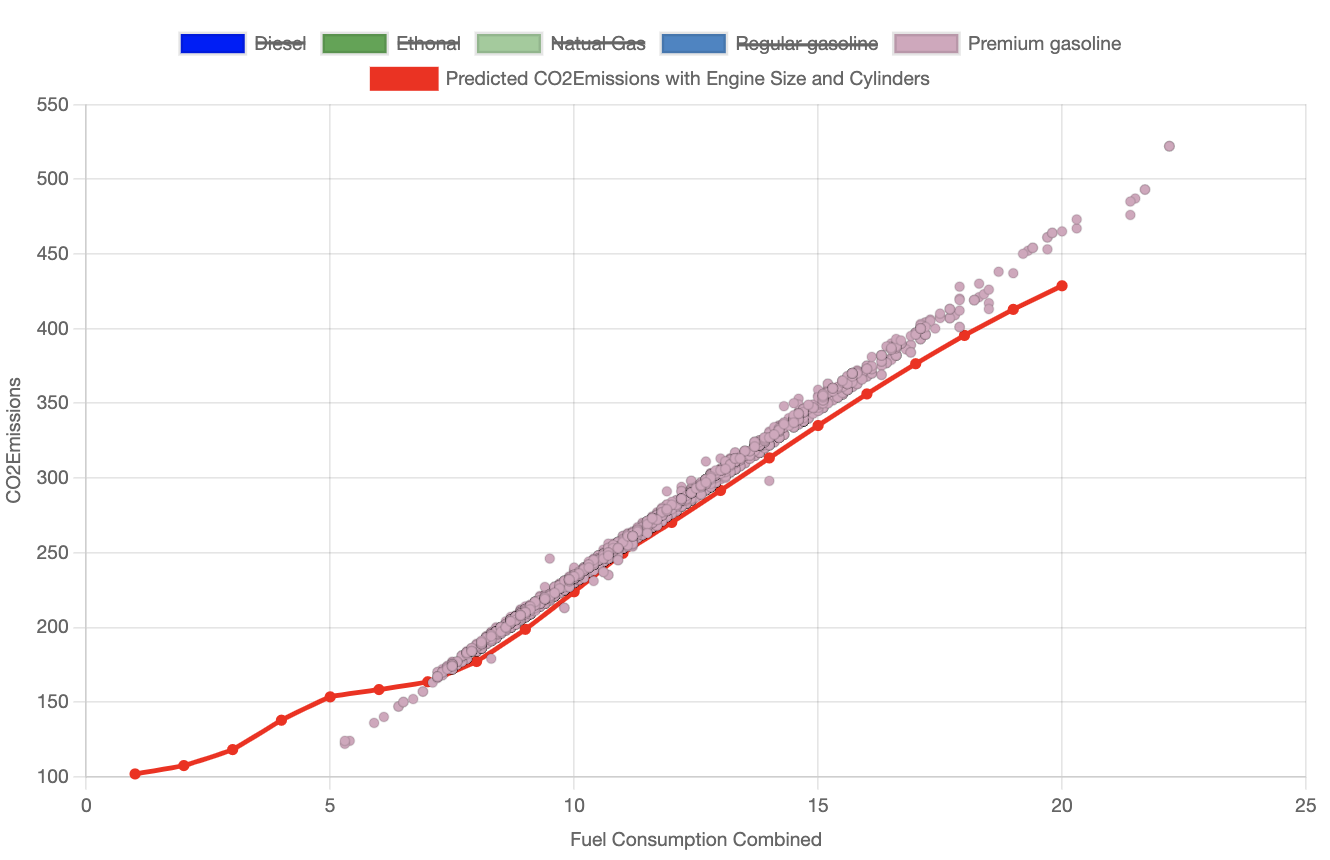 Diesel Ethonal Natual Gas Regular gasoline Premium gasoline
Predicted CO2Emissions with Engine Size and Cylinders
550
500
450
400
350
300
250
200
150
100
CO2Emissions
0 5 10 15 20 25
Fuel Consumption Combined